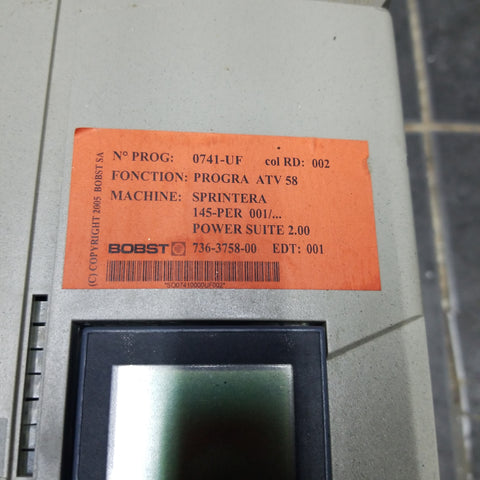 N° PROG: 0741-UF col RD: 002
FONCTION: PROGRA ATV 58
MACHINE: SPRINTERA
145-PER 001/...
POWER SUITE 2.00
BOBST 736-3758-00 EDT: 001
*SO07410000UF002*
(C) COPYRIGHT 2005 BOBST SA